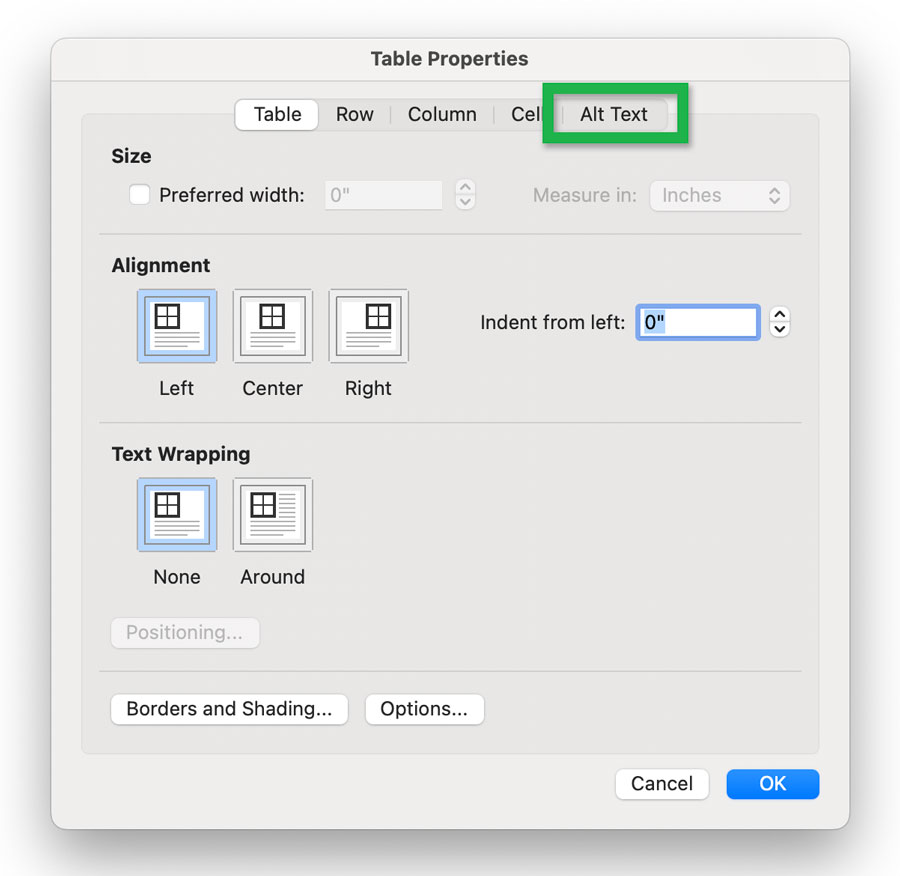 Table Properties
Table Row Column Cell Alt Text
Size
Preferred width: 0" Measure in: Inches
Alignment
Indent from left: 0"
Left Center Right
Text Wrapping
None Around
Positioning...
Borders and Shading... Options...
Cancel OK